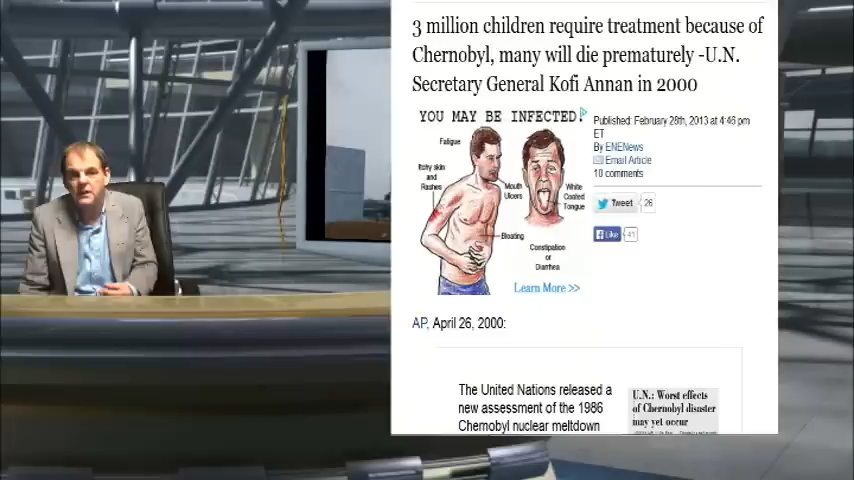 3 million children require treatment because of
Chernobyl, many will die prematurely -U.N.
Secretary General Kofi Annan in 2000
YOU MAY BE INFECTED!
Fatigue
Itchy skin
and
Rashes
Mouth
Ulcers
White
Coated
Tongue
Bloating
Constipation
or
Diarrhea
Learn More >>
Published: February 28th, 2013 at 4:46 pm
ET
By ENENews
Email Article
10 comments
Tweet 26
Like 41
AP, April 26, 2000:
The United Nations released a
new assessment of the 1986
Chernobyl nuclear meltdown
U.N.: Worst effects
of Chernobyl disaster
may yet occur